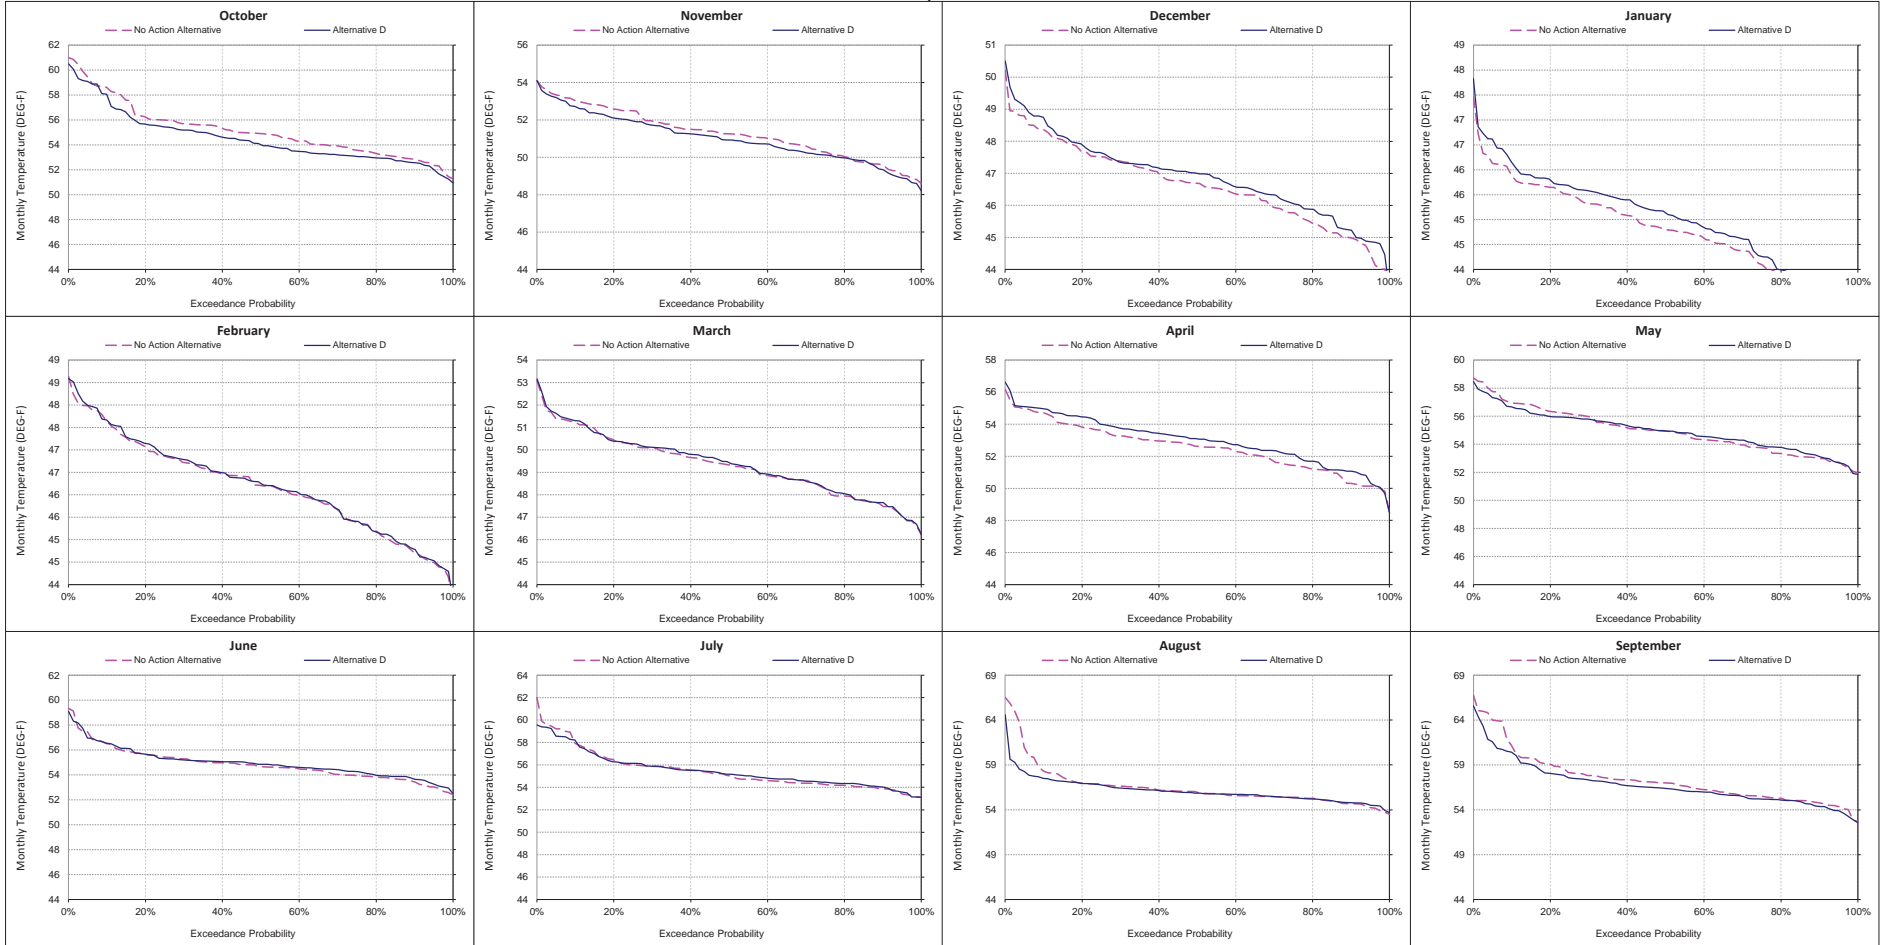 October
No Action Alternative Alternative D
Monthly Temperature (DEG-F)
62
60
58
56
54
52
50
48
46
44
0% 20% 40% 60% 80% 100%
Exceedance Probability
November
No Action Alternative Alternative D
Monthly Temperature (DEG-F)
56
54
52
50
48
46
44
0% 20% 40% 60% 80% 100%
Exceedance Probability
December
No Action Alternative Alternative D
Monthly Temperature (DEG-F)
51
50
49
48
47
46
45
44
0% 20% 40% 60% 80% 100%
Exceedance Probability
January
No Action Alternative Alternative D
Monthly Temperature (DEG-F)
49
48
48
47
46
46
45
45
44
0% 20% 40% 60% 80% 100%
Exceedance Probability
February
No Action Alternative Alternative D
Monthly Temperature (DEG-F)
49
49
48
48
47
47
46
46
45
45
44
0% 20% 40% 60% 80% 100%
Exceedance Probability
March
No Action Alternative Alternative D
Monthly Temperature (DEG-F)
54
53
52
51
50
49
48
47
46
45
44
0% 20% 40% 60% 80% 100%
Exceedance Probability
April
No Action Alternative Alternative D
Monthly Temperature (DEG-F)
58
56
54
52
50
48
46
44
0% 20% 40% 60% 80% 100%
Exceedance Probability
May
No Action Alternative Alternative D
Monthly Temperature (DEG-F)
60
58
56
54
52
50
48
46
44
0% 20% 40% 60% 80% 100%
Exceedance Probability
June
No Action Alternative Alternative D
Monthly Temperature (DEG-F)
62
60
58
56
54
52
50
48
46
44
0% 20% 40% 60% 80% 100%
Exceedance Probability
July
No Action Alternative Alternative D
Monthly Temperature (DEG-F)
64
62
60
58
56
54
52
50
48
46
44
0% 20% 40% 60% 80% 100%
Exceedance Probability
August
No Action Alternative Alternative D
Monthly Temperature (DEG-F)
69
64
59
54
49
44
0% 20% 40% 60% 80% 100%
Exceedance Probability
September
No Action Alternative Alternative D
Monthly Temperature (DEG-F)
69
64
59
54
49
44
0% 20% 40% 60% 80% 100%
Exceedance Probability